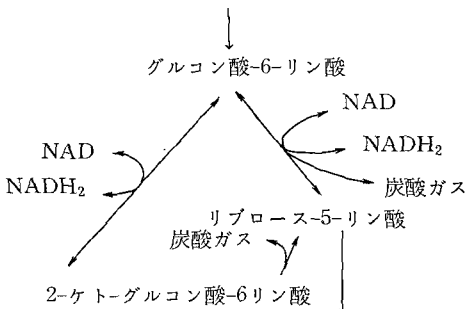 グルコン酸-6-リン酸
NAD
NADH₂
炭酸ガス
NAD
NADH₂
リブロース-5-リン酸
炭酸ガス
2-ケト-グルコン酸-6リン酸